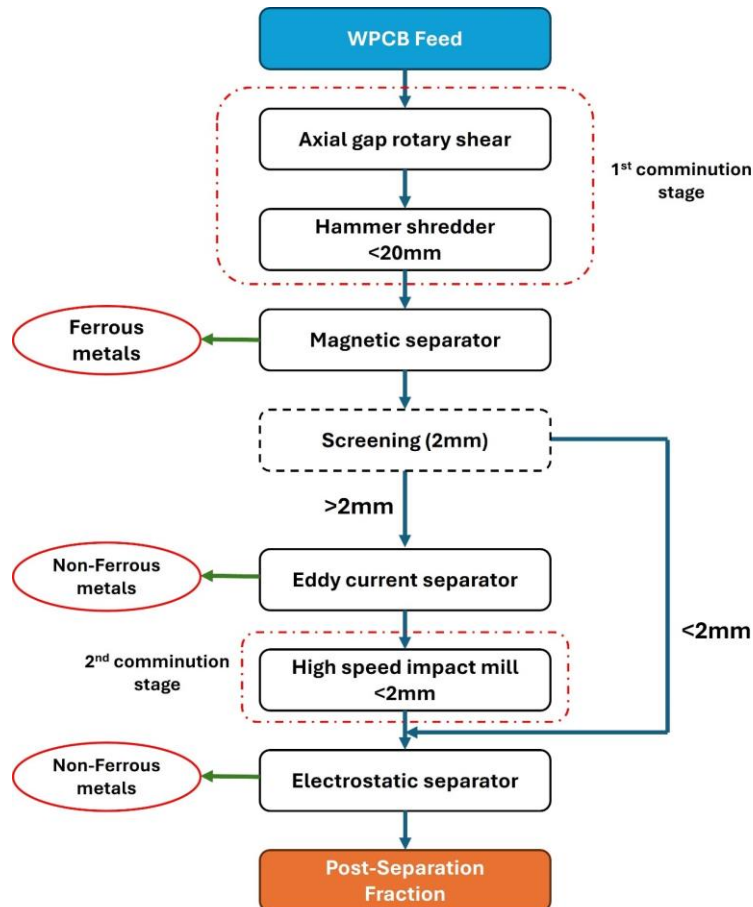 WPCB Feed
Axial gap rotary shear
1st comminution
stage
Hammer shredder
<20mm
Ferrous
metals
Magnetic separator
Screening (2mm)
>2mm
Non-Ferrous
metals
Eddy current separator
<2mm
2nd comminution
stage
High speed impact mill
<2mm
Non-Ferrous
metals
Electrostatic separator
Post-Separation
Fraction